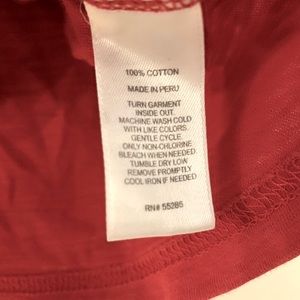 100% COTTON
MADE IN PERU
TURN GARMENT
INSIDE OUT.
MACHINE WASH COLD
WITH LIKE COLORS.
GENTLE CYCLE.
ONLY NON-CHLORINE
BLEACH WHEN NEEDED
TUMBLE DRY LOW
REMOVE PROMPTLY
COOL IRON IF NEEDED
RN# 55285